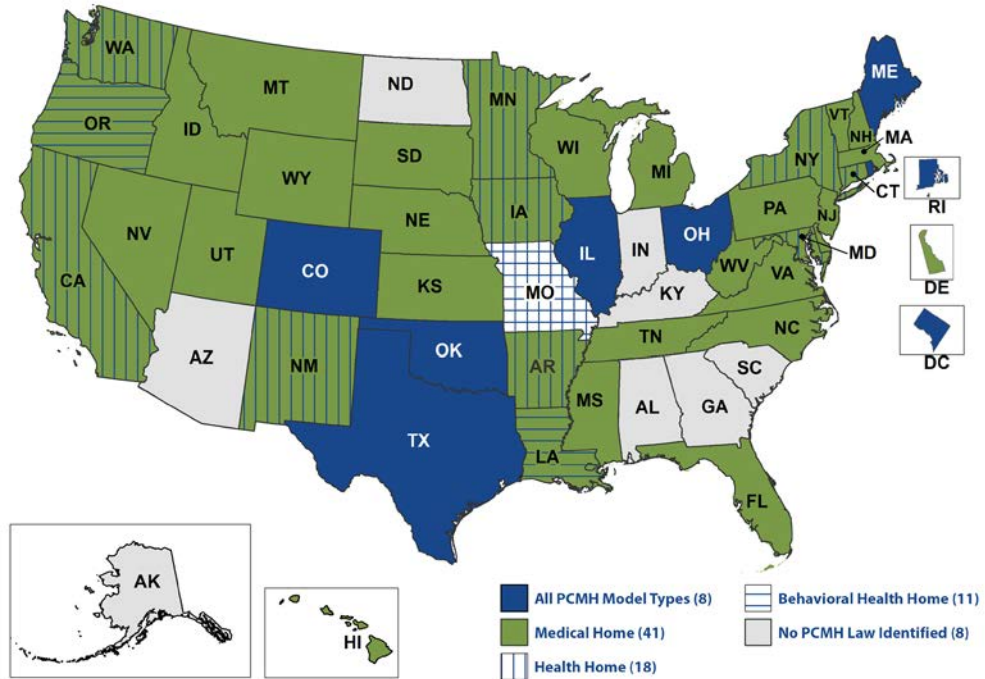 WA
ME
MT
ND
MN
VT
OR
NH
MA
ID
WI
SD
NY
MI
WY
CT
RI
IA
PA
NJ
NE
NV
OH
MD
IL
IN
UT
WV
CO
VA
DE
CA
KS
MO
KY
NC
TN
DC
OK
AZ
NM
AR
SC
MS
AL
GA
TX
LA
FL
AK
HI
All PCMH Model Types (8)
Medical Home (41)
Health Home (18)
Behavioral Health Home (11)
No PCMH Law Identified (8)